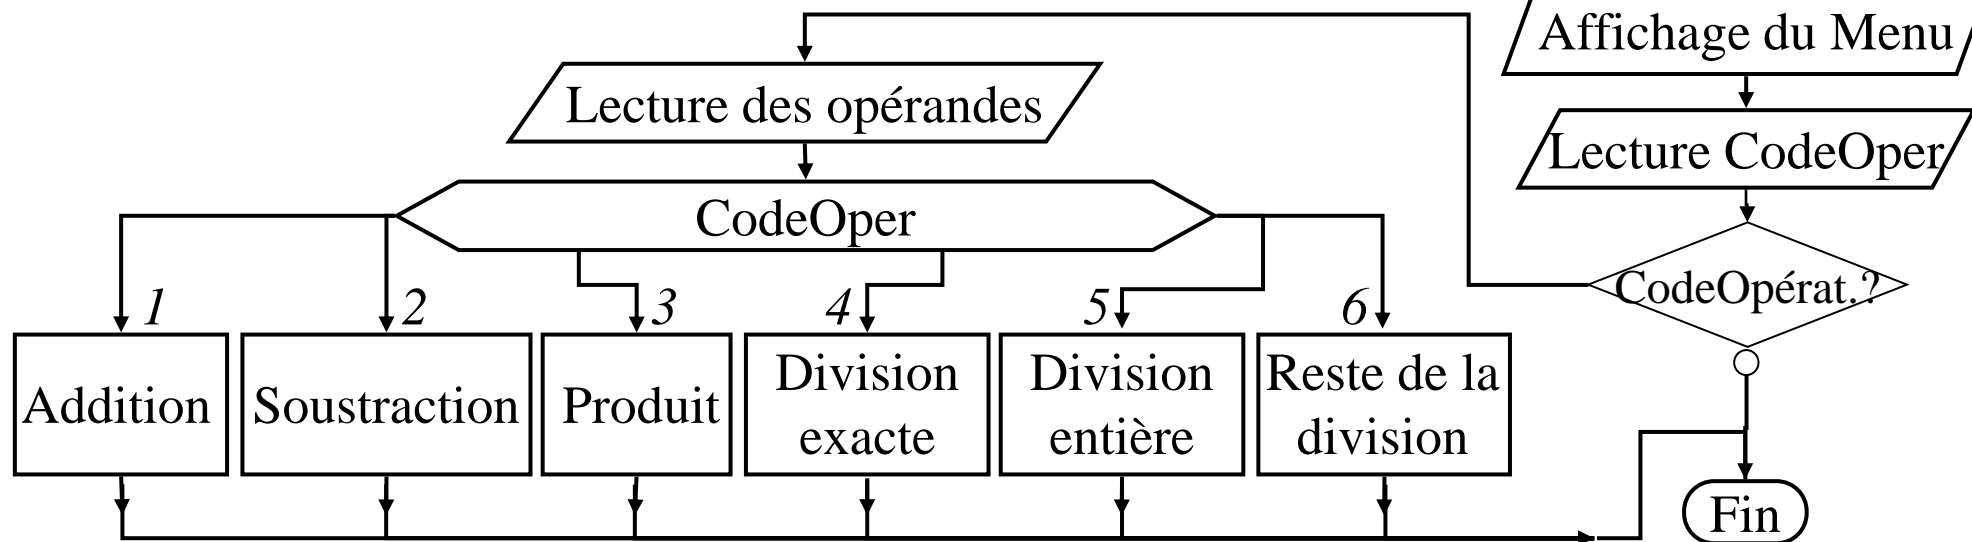 Affichage du Menu
Lecture des opérandes
Lecture CodeOper
CodeOper
CodeOpérat.?
1
2
3
4
5
6
Addition
Soustraction
Produit
Division
exacte
Division
entière
Reste de la
division
Fin